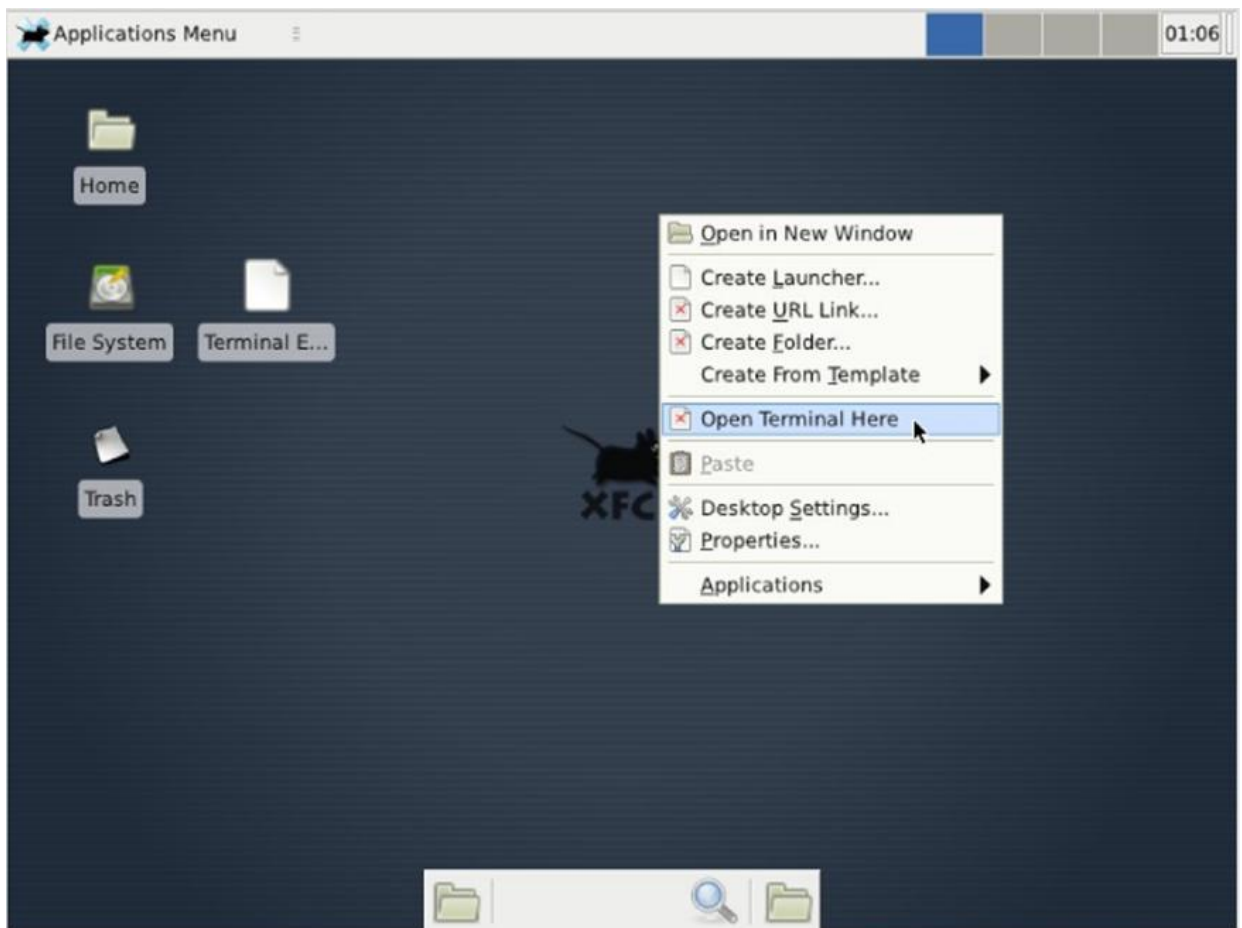 Applications Menu
01:06
Home
File System
Terminal E...
Trash
XFC
Open in New Window
Create Launcher...
Create URL Link...
Create Folder...
Create From Template
Open Terminal Here
Paste
Desktop Settings...
Properties...
Applications